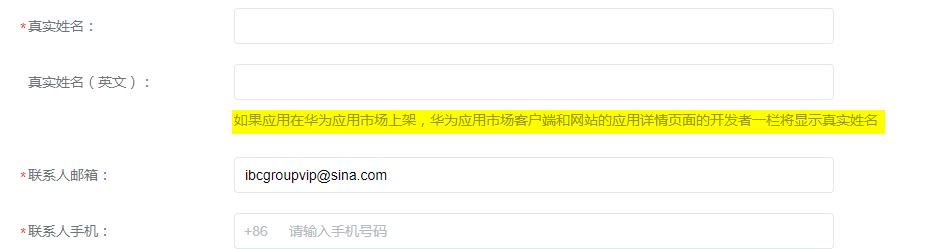 *真实姓名：
真实姓名（英文）：
如果应用在华为应用市场上架，华为应用市场客户端和网站的应用详情页面的开发者一栏将显示真实姓名
*联系人邮箱： ibcgroupvip@sina.com
*联系人手机： +86 请输入手机号码